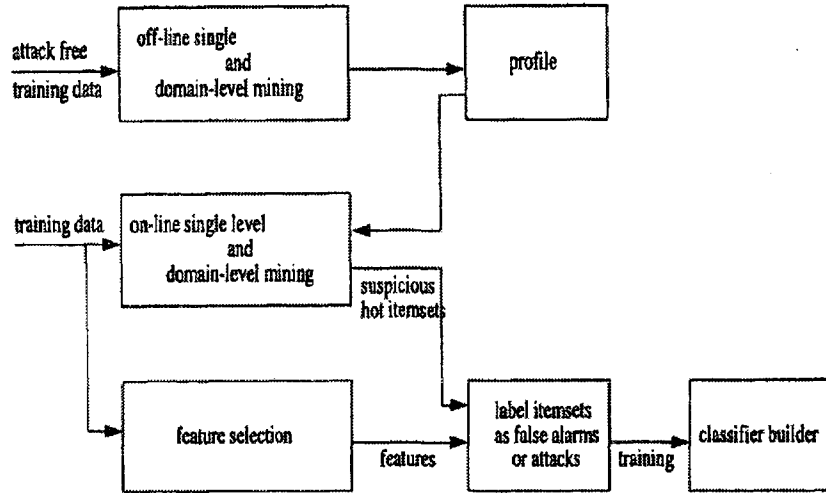 attack free
training data
off-line single
and
domain-level mining
profile
training data
on-line single level
and
domain-level mining
suspicious
hot itemsets
feature selection
features
label itemsets
as false alarms
or attacks
training
classifier builder